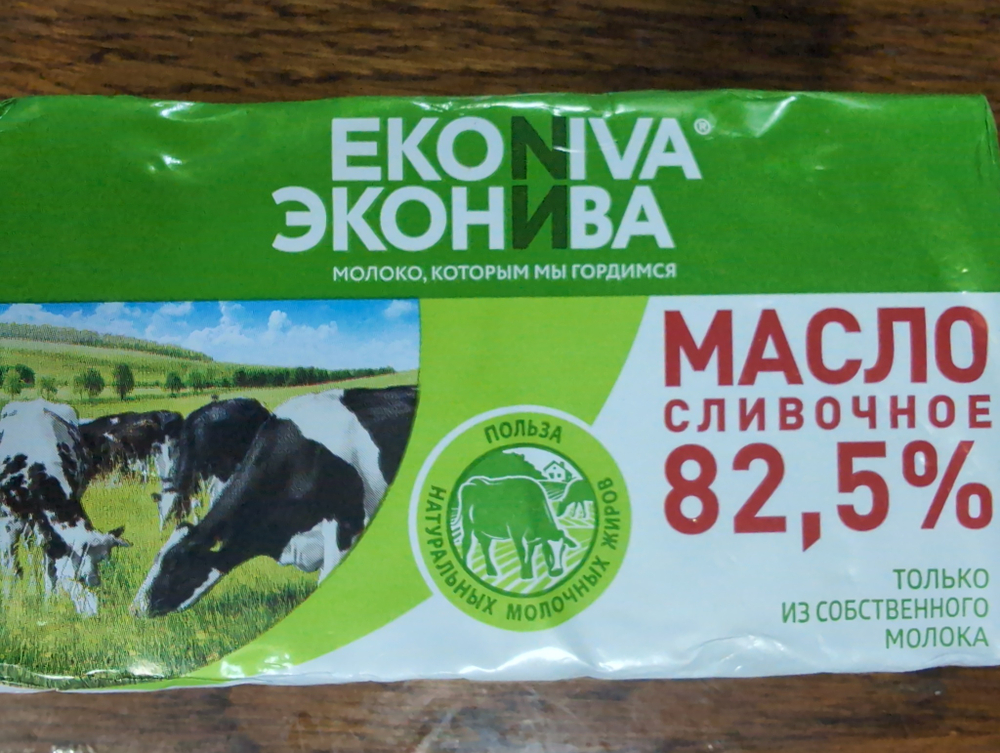 EKONIVA®
ЭКОНИВА
МОЛОКО, КОТОРЫМ МЫ ГОРДИМСЯ
МАСЛО
СЛИВОЧНОЕ
82,5%
ПОЛЬЗА
НАТУРАЛЬНЫХ МОЛОЧНЫХ ЖИРОВ
ТОЛЬКО
ИЗ СОБСТВЕННОГО
МОЛОКА